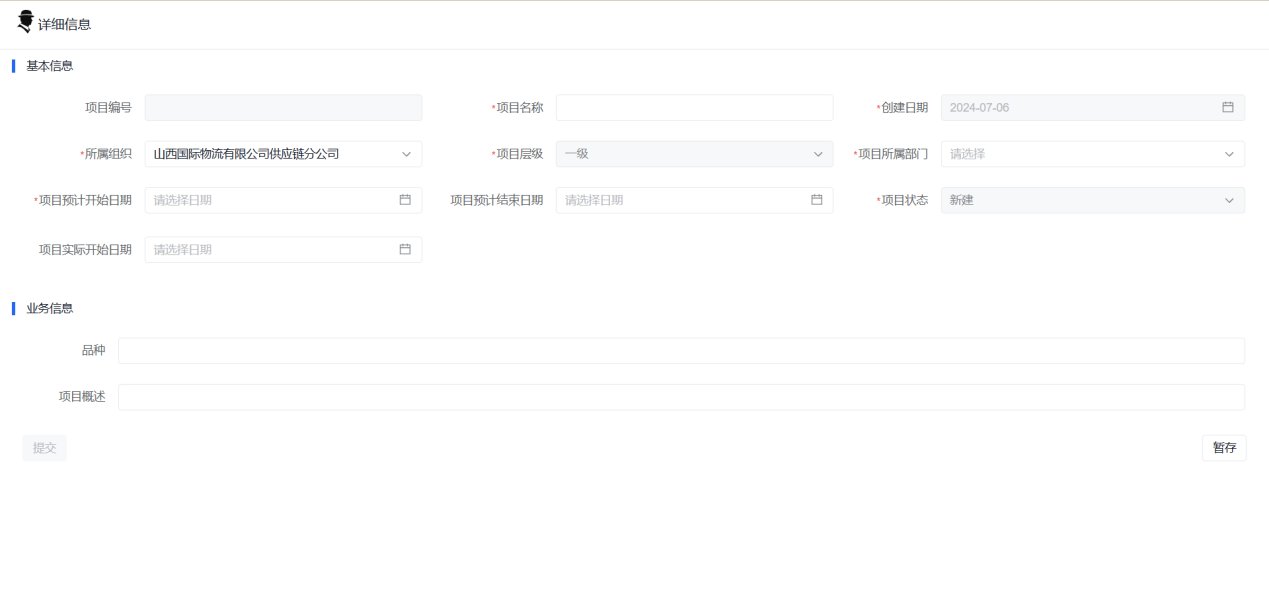 详细信息
基本信息
项目编号 *项目名称 *创建日期 2024-07-06
*所属组织 山西国际物流有限公司供应链分公司 *项目层级 一级 *项目所属部门 请选择
*项目预计开始日期 请选择日期 项目预计结束日期 请选择日期 *项目状态 新建
项目实际开始日期 请选择日期
业务信息
品种
项目概述
提交 暂存